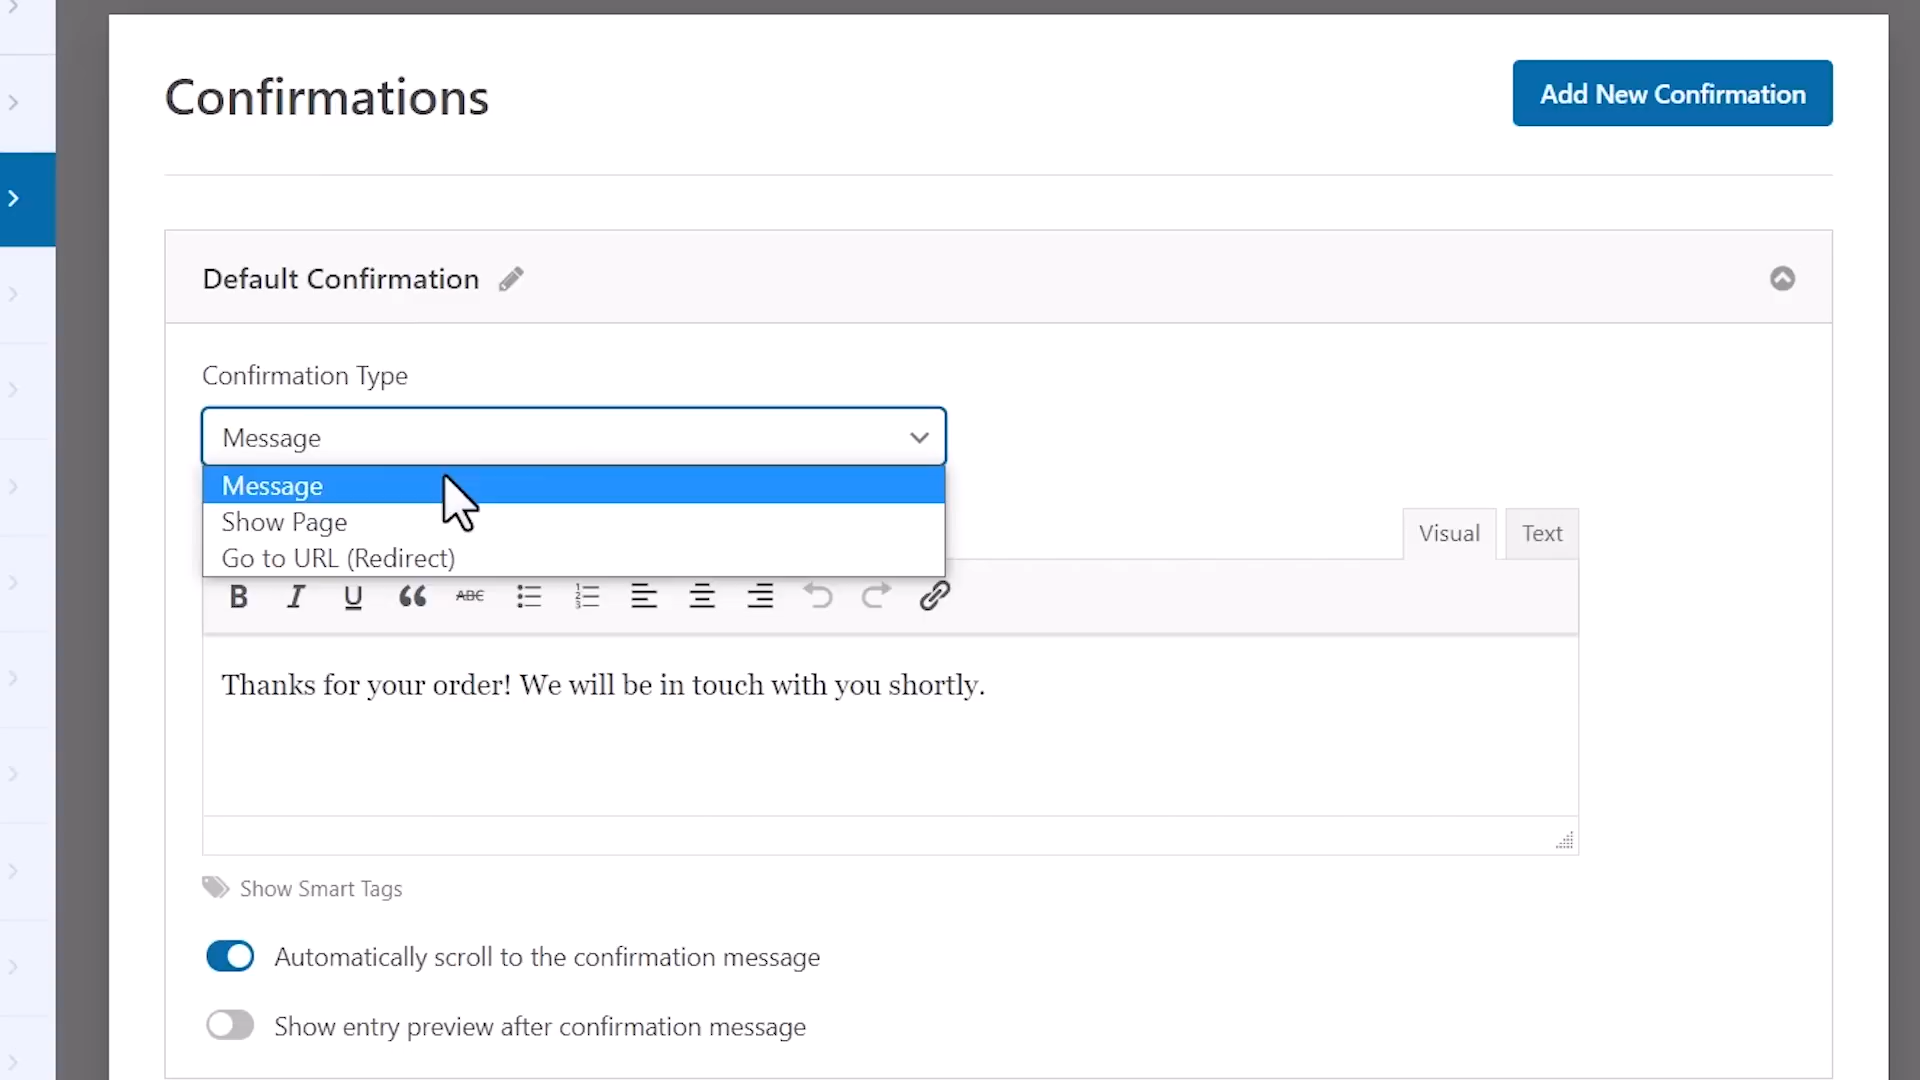 Confirmations
Add New Confirmation
Default Confirmation
Confirmation Type
Message
Message
Show Page
Go to URL (Redirect)
Visual
Text
B I U ABC
Thanks for your order! We will be in touch with you shortly.
Show Smart Tags
Automatically scroll to the confirmation message
Show entry preview after confirmation message